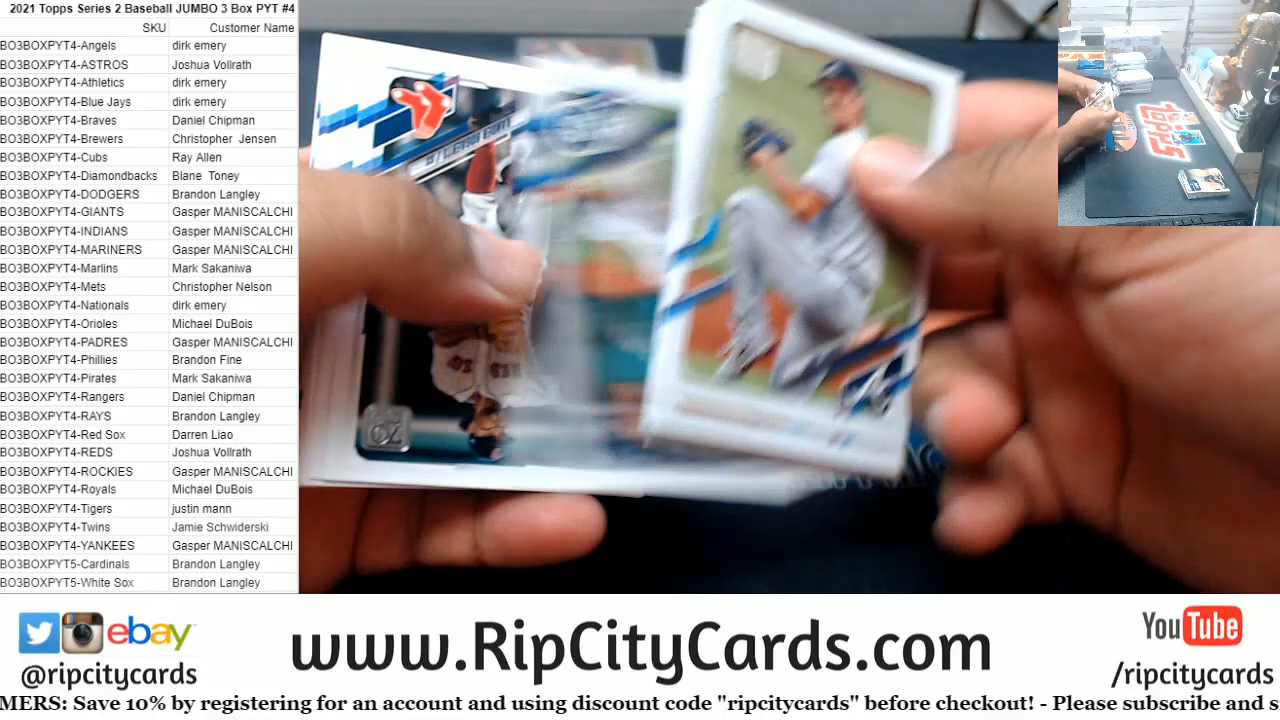 2021 Topps Series 2 Baseball JUMBO 3 Box PYT #4
SKU Customer Name
BO3BOXPYT4-Angels dirk emery
BO3BOXPYT4-ASTROS Joshua Vollrath
BO3BOXPYT4-Athletics dirk emery
BO3BOXPYT4-Blue Jays dirk emery
BO3BOXPYT4-Braves Daniel Chipman
BO3BOXPYT4-Brewers Christopher Jensen
BO3BOXPYT4-Cubs Ray Allen
BO3BOXPYT4-Diamondbacks Blane Toney
BO3BOXPYT4-DODGERS Brandon Langley
BO3BOXPYT4-GIANTS Gasper MANISCALCHI
BO3BOXPYT4-INDIANS Gasper MANISCALCHI
BO3BOXPYT4-MARINERS Gasper MANISCALCHI
BO3BOXPYT4-Marlins Mark Sakaniwa
BO3BOXPYT4-Mets Christopher Nelson
BO3BOXPYT4-Nationals dirk emery
BO3BOXPYT4-Orioles Michael DuBois
BO3BOXPYT4-PADRES Gasper MANISCALCHI
BO3BOXPYT4-Phillies Brandon Fine
BO3BOXPYT4-Pirates Mark Sakaniwa
BO3BOXPYT4-Rangers Daniel Chipman
BO3BOXPYT4-RAYS Brandon Langley
BO3BOXPYT4-Red Sox Darren Liao
BO3BOXPYT4-REDS Joshua Vollrath
BO3BOXPYT4-ROCKIES Gasper MANISCALCHI
BO3BOXPYT4-Royals Michael DuBois
BO3BOXPYT4-Tigers justin mann
BO3BOXPYT4-Twins Jamie Schwiderski
BO3BOXPYT4-YANKEES Gasper MANISCALCHI
BO3BOXPYT5-Cardinals Brandon Langley
BO3BOXPYT5-White Sox Brandon Langley
70
Topps
ebay
@ripcitycards
www.RipCityCards.com
YouTube
/ripcitycards
MERS: Save 10% by registering for an account and using discount code "ripcitycards" before checkout! - Please subscribe and s